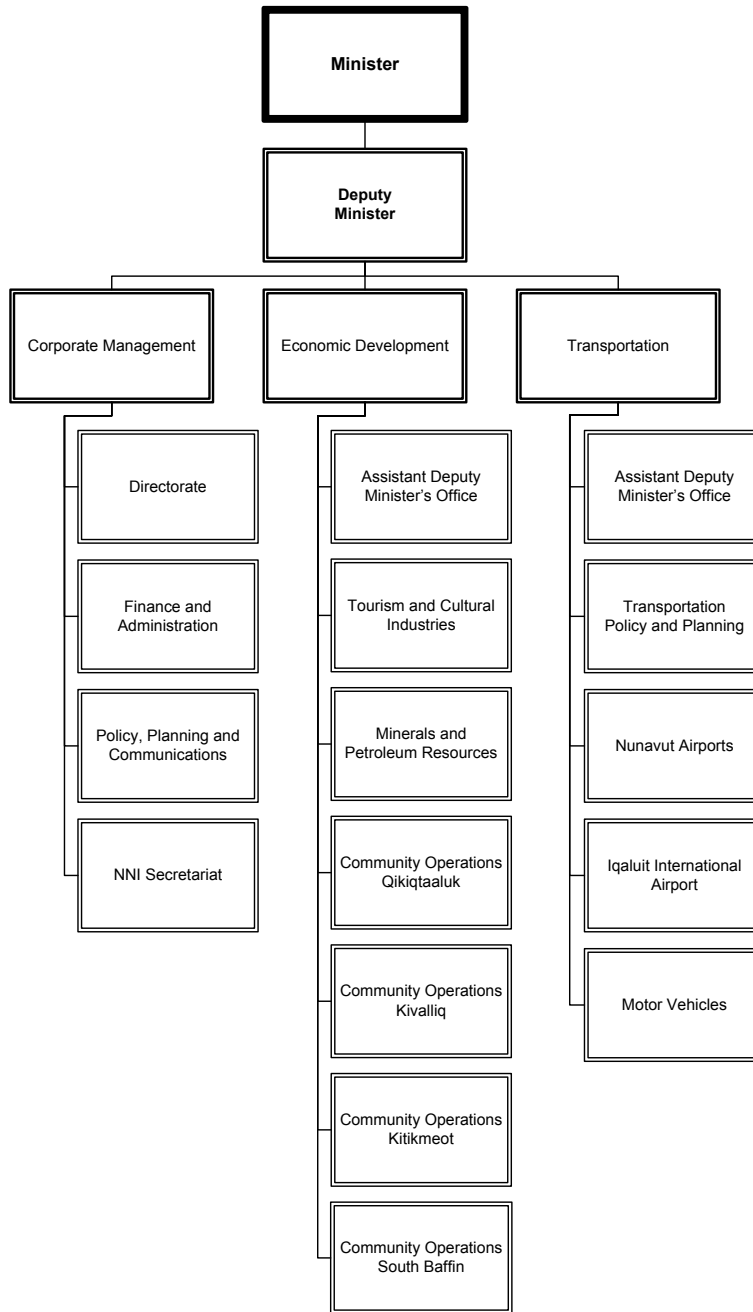 Minister
Deputy
Minister
Corporate Management
Economic Development
Transportation
Directorate
Finance and
Administration
Policy, Planning and
Communications
NNI Secretariat
Assistant Deputy
Minister’s Office
Tourism and Cultural
Industries
Minerals and
Petroleum Resources
Community Operations
Qikiqtaaluk
Community Operations
Kivalliq
Community Operations
Kitikmeot
Community Operations
South Baffin
Assistant Deputy
Minister’s Office
Transportation
Policy and Planning
Nunavut Airports
Iqaluit International
Airport
Motor Vehicles